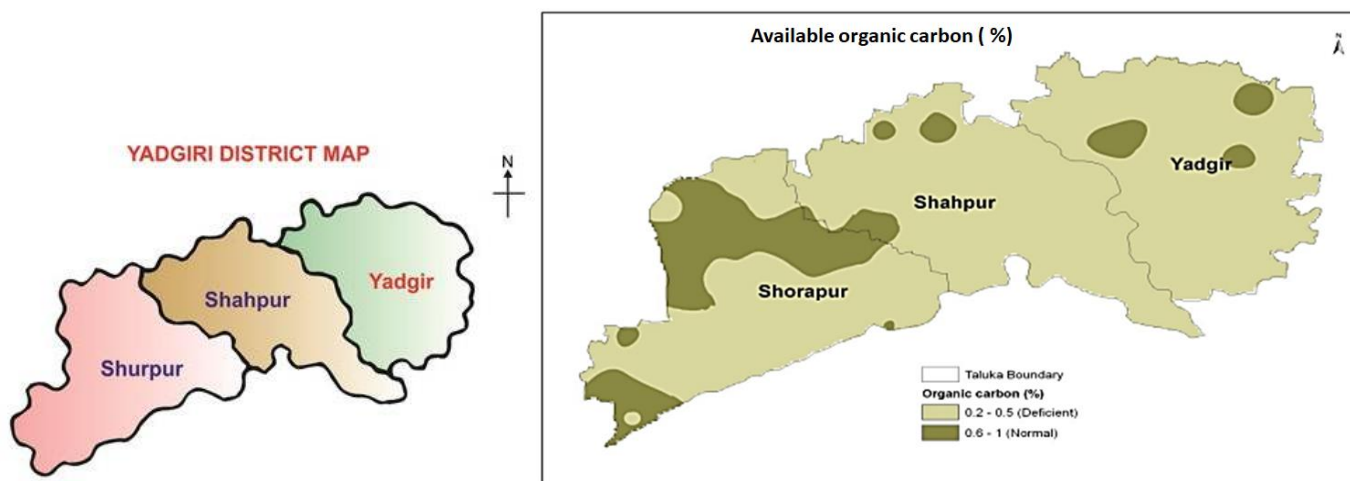 YADGIRI DISTRICT MAP
N
Yadgir
Shahpur
Shurpur
Available organic carbon ( %)
N
Yadgir
Shahpur
Shorapur
Taluka Boundary
Organic carbon (%)
0.2 - 0.5 (Deficient)
0.6 - 1 (Normal)